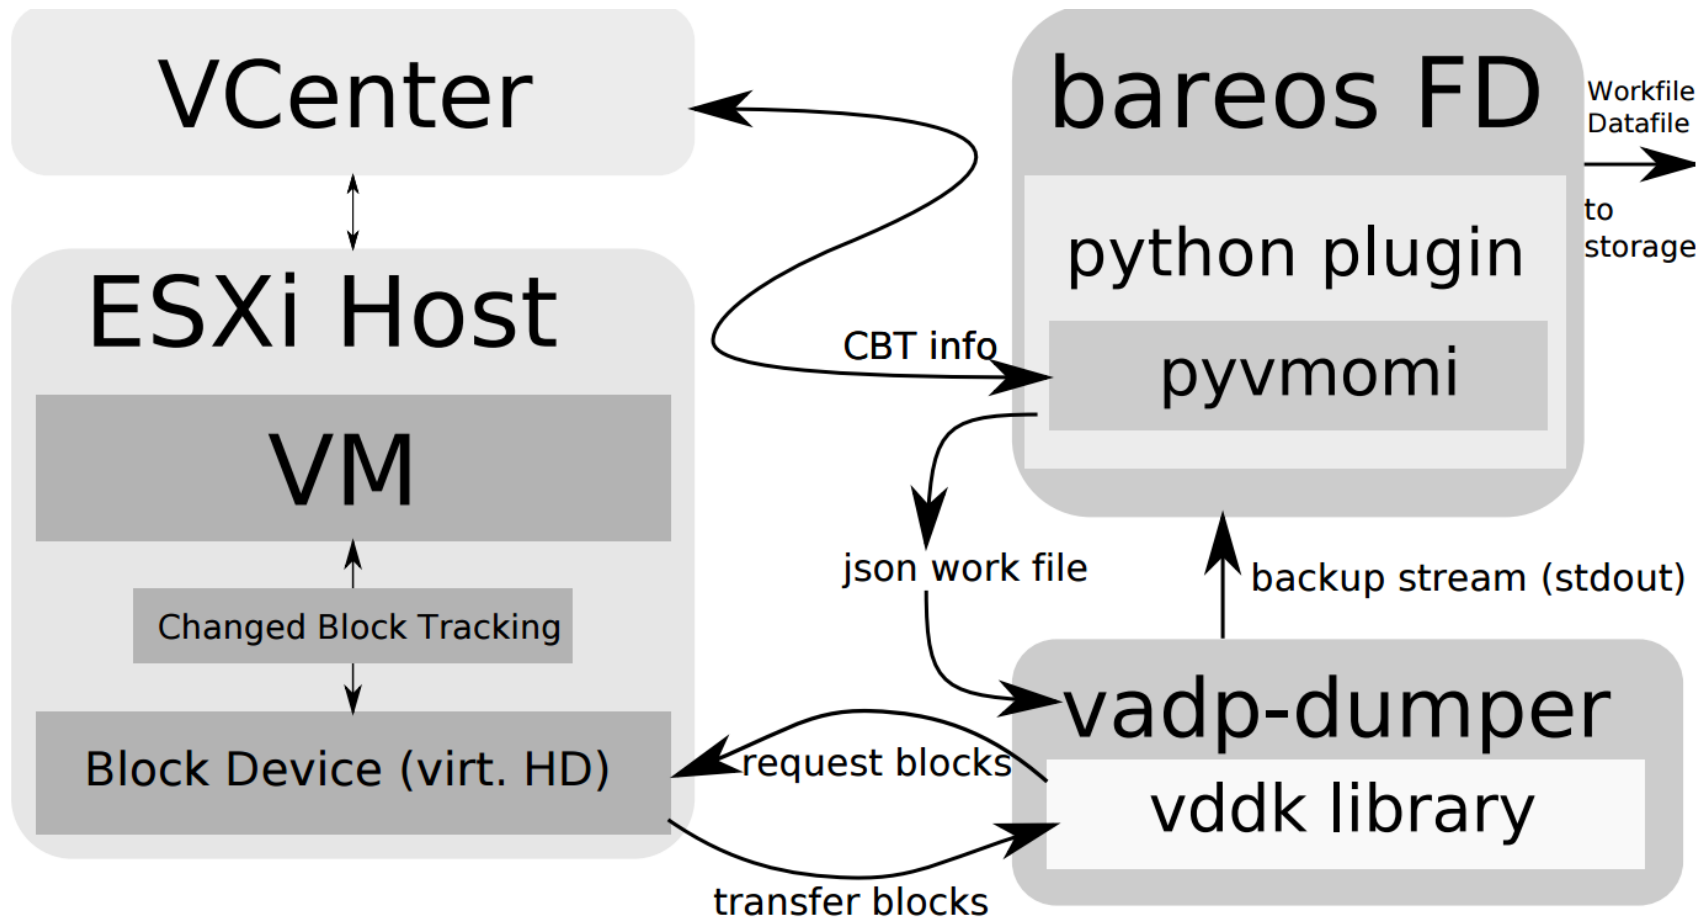 VCenter
ESXi Host
VM
Changed Block Tracking
Block Device (virt. HD)
CBT info
json work file
request blocks
transfer blocks
bareos FD
python plugin
pyvmomi
Workfile
Datafile
to
storage
backup stream (stdout)
vadp-dumper
vddk library